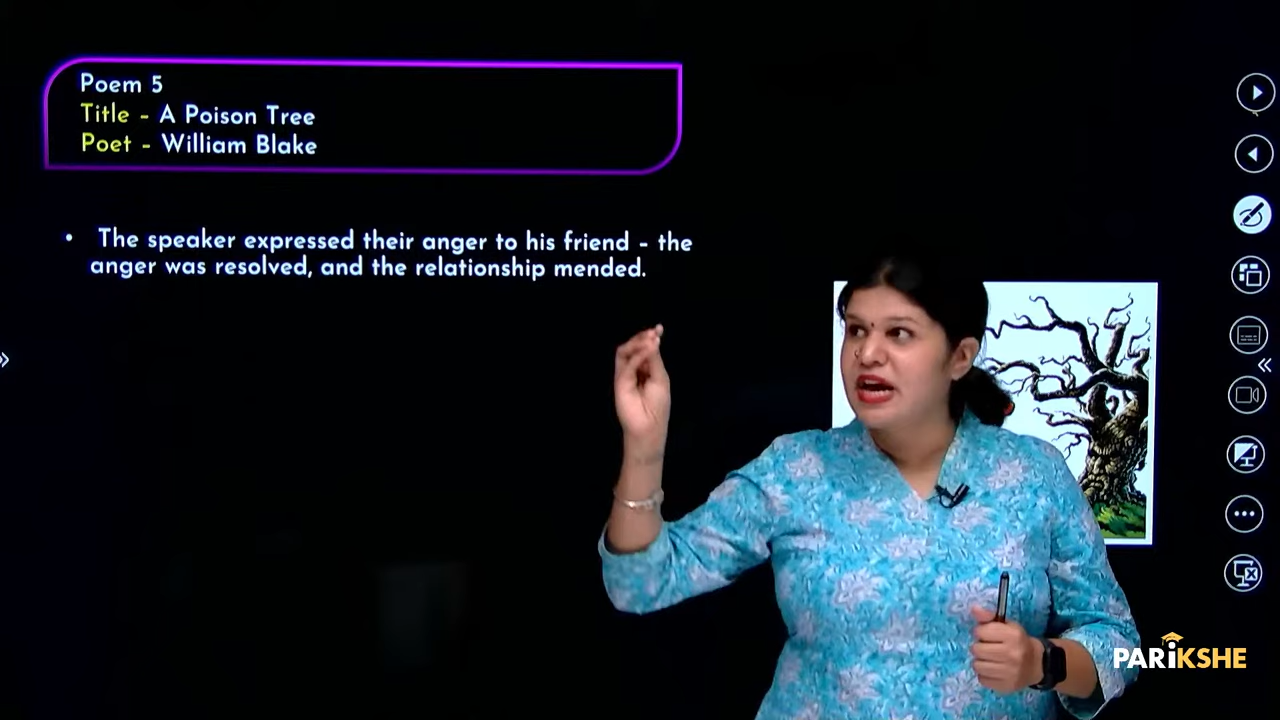 Poem 5
Title - A Poison Tree
Poet - William Blake
• The speaker expressed their anger to his friend - the
anger was resolved, and the relationship mended.
PARIKSHE